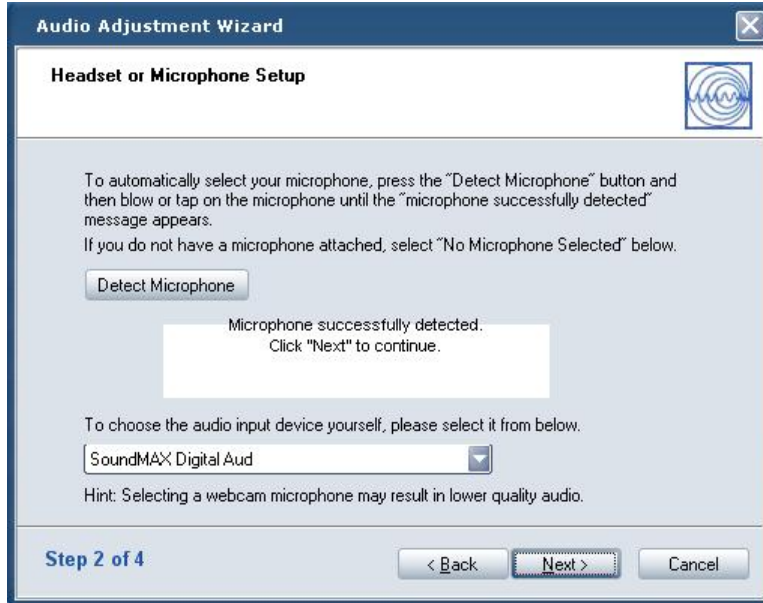 Audio Adjustment Wizard
Headset or Microphone Setup
To automatically select your microphone, press the "Detect Microphone" button and
then blow or tap on the microphone until the "microphone successfully detected"
message appears.
If you do not have a microphone attached, select "No Microphone Selected" below.
Detect Microphone
Microphone successfully detected.
Click "Next" to continue.
To choose the audio input device yourself, please select it from below.
SoundMAX Digital Aud
Hint: Selecting a webcam microphone may result in lower quality audio.
Step 2 of 4
< Back
Next >
Cancel